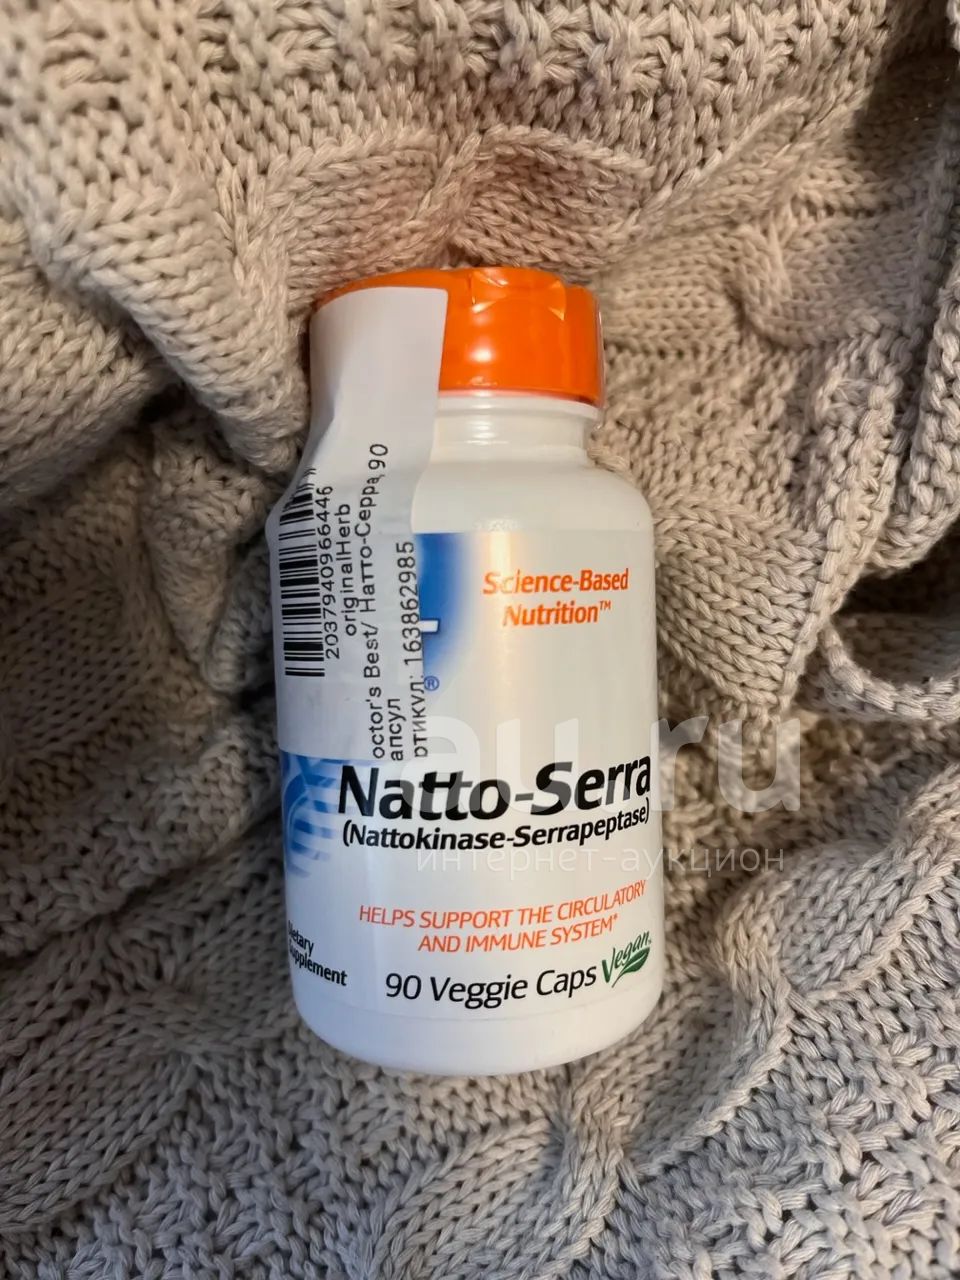 2037940966446
originalHerb
octor's Best/ Натто-Серра, 90
апсул
ртикул: 163862985
Science-Based
Nutrition™
®
Natto-Serra
(Nattokinase-Serrapeptase)
HELPS SUPPORT THE CIRCULATORY
AND IMMUNE SYSTEM*
Dietary
Supplement
90 Veggie Caps
Vegan
au.ru
интернет-аукцион